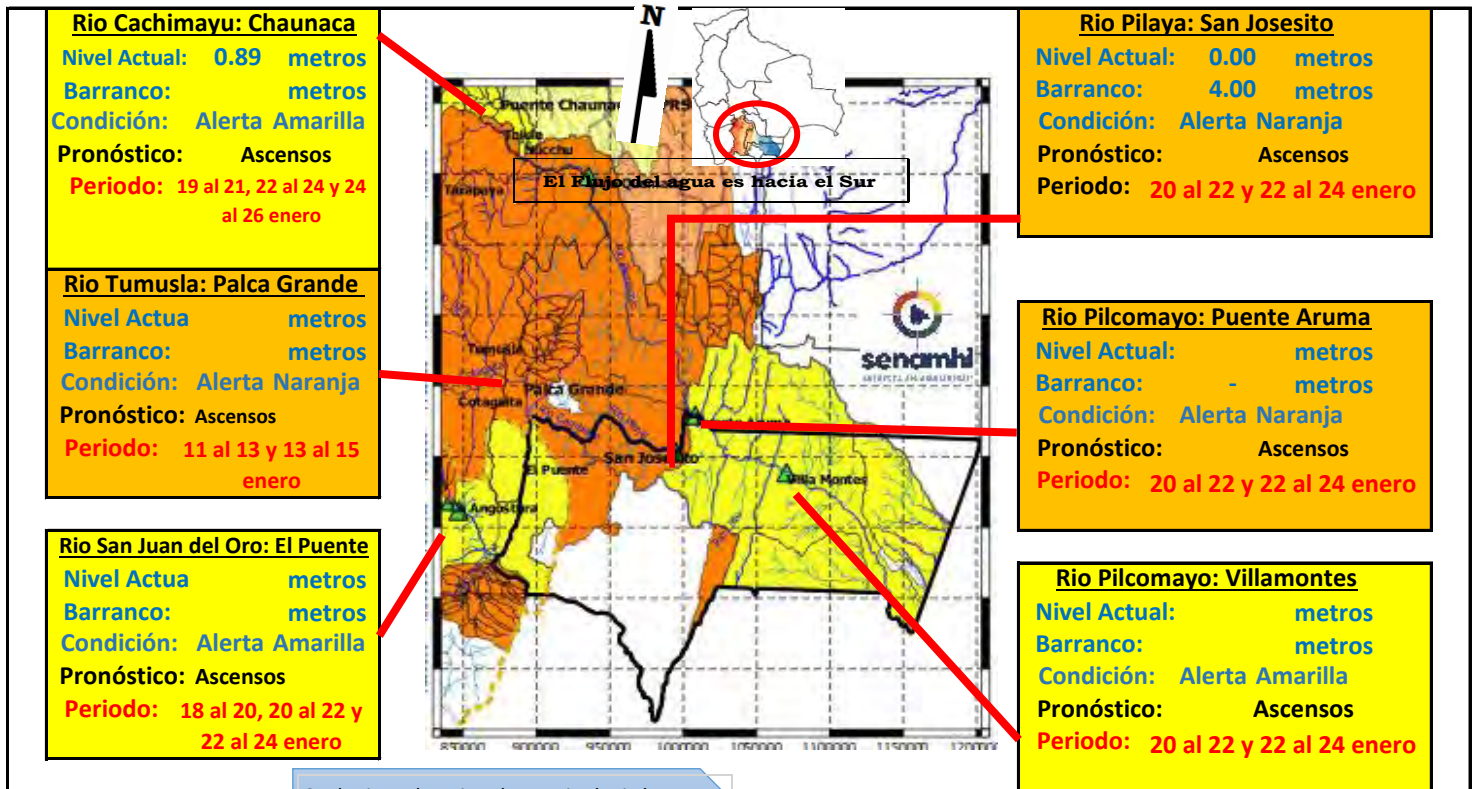 Rio Cachimayu: Chaunaca
Nivel Actual: 0.89 metros
Barranco: metros
Condición: Alerta Amarilla
Pronóstico: Ascensos
Periodo: 19 al 21, 22 al 24 y 24
al 26 enero
Rio Tumusla: Palca Grande
Nivel Actua metros
Barranco: metros
Condición: Alerta Naranja
Pronóstico: Ascensos
Periodo: 11 al 13 y 13 al 15
enero
Rio San Juan del Oro: El Puente
Nivel Actua metros
Barranco: metros
Condición: Alerta Amarilla
Pronóstico: Ascensos
Periodo: 18 al 20, 20 al 22 y
22 al 24 enero
N
Puente Chauna
Tarapaya
El Flujo del agua es hacia el Sur
senamhi
Tumusla
Palca Grande
Cotagaita
San Jose
El Puente
Villa Montes
Angostura
850000 900000 950000 1000000 1050000 1100000 1150000
Rio Pilaya: San Josesito
Nivel Actual: 0.00 metros
Barranco: 4.00 metros
Condición: Alerta Naranja
Pronóstico: Ascensos
Periodo: 20 al 22 y 22 al 24 enero
Rio Pilcomayo: Puente Aruma
Nivel Actual: metros
Barranco: - metros
Condición: Alerta Naranja
Pronóstico: Ascensos
Periodo: 20 al 22 y 22 al 24 enero
Rio Pilcomayo: Villamontes
Nivel Actual: metros
Barranco: metros
Condición: Alerta Amarilla
Pronóstico: Ascensos
Periodo: 20 al 22 y 22 al 24 enero